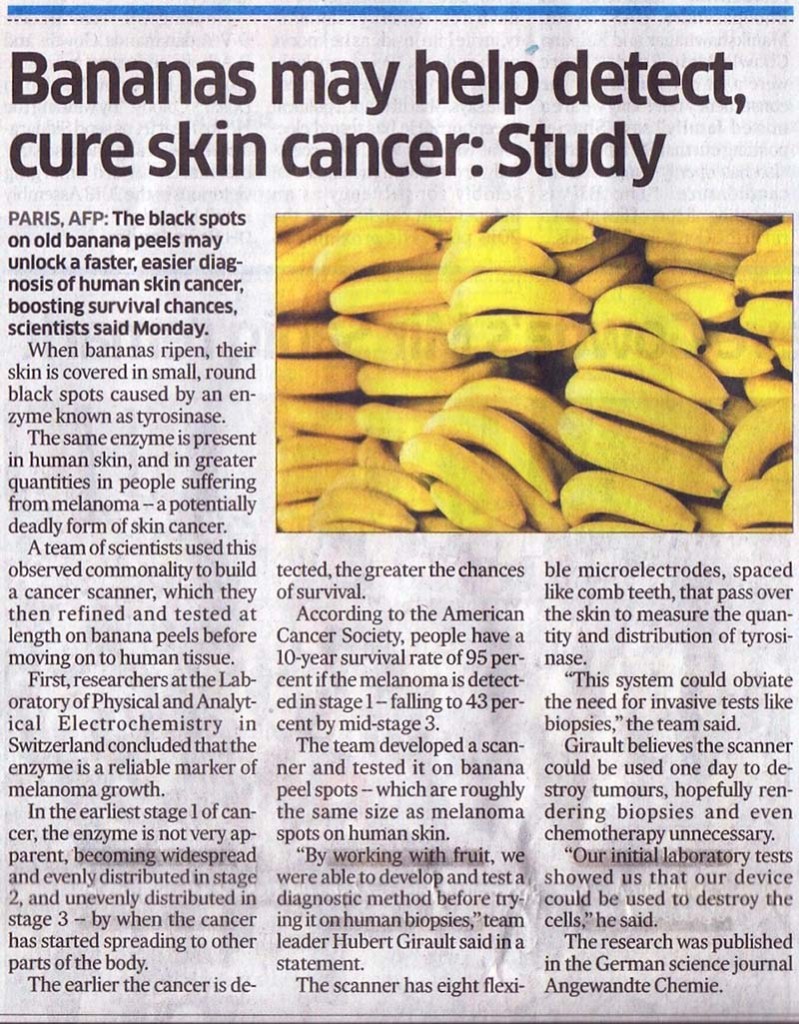 Bananas may help detect,
cure skin cancer: Study
PARIS, AFP: The black spots
on old banana peels may
unlock a faster, easier diag-
nosis of human skin cancer,
boosting survival chances,
scientists said Monday.
When bananas ripen, their
skin is covered in small, round
black spots caused by an en-
zyme known as tyrosinase.
The same enzyme is present
in human skin, and in greater
quantities in people suffering
from melanoma – a potentially
deadly form of skin cancer.
A team of scientists used this
observed commonality to build
a cancer scanner, which they
then refined and tested at
length on banana peels before
moving on to human tissue.
First, researchers at the Lab-
oratory of Physical and Analyt-
ical Electrochemistry in
Switzerland concluded that the
enzyme is a reliable marker of
melanoma growth.
In the earliest stage 1 of can-
cer, the enzyme is not very ap-
parent, becoming widespread
and evenly distributed in stage
2, and unevenly distributed in
stage 3 – by when the cancer
has started spreading to other
parts of the body.
The earlier the cancer is de-
tected, the greater the chances
of survival.
According to the American
Cancer Society, people have a
10-year survival rate of 95 per-
cent if the melanoma is detect-
ed in stage 1 – falling to 43 per-
cent by mid-stage 3.
The team developed a scan-
ner and tested it on banana
peel spots – which are roughly
the same size as melanoma
spots on human skin.
“By working with fruit, we
were able to develop and test a
diagnostic method before try-
ing it on human biopsies,” team
leader Hubert Girault said in a
statement.
The scanner has eight flexi-
ble microelectrodes, spaced
like comb teeth, that pass over
the skin to measure the quan-
tity and distribution of tyrosi-
nase.
“This system could obviate
the need for invasive tests like
biopsies,” the team said.
Girault believes the scanner
could be used one day to de-
stroy tumours, hopefully ren-
dering biopsies and even
chemotherapy unnecessary.
“Our initial laboratory tests
showed us that our device
could be used to destroy the
cells,” he said.
The research was published
in the German science journal
Angewandte Chemie.